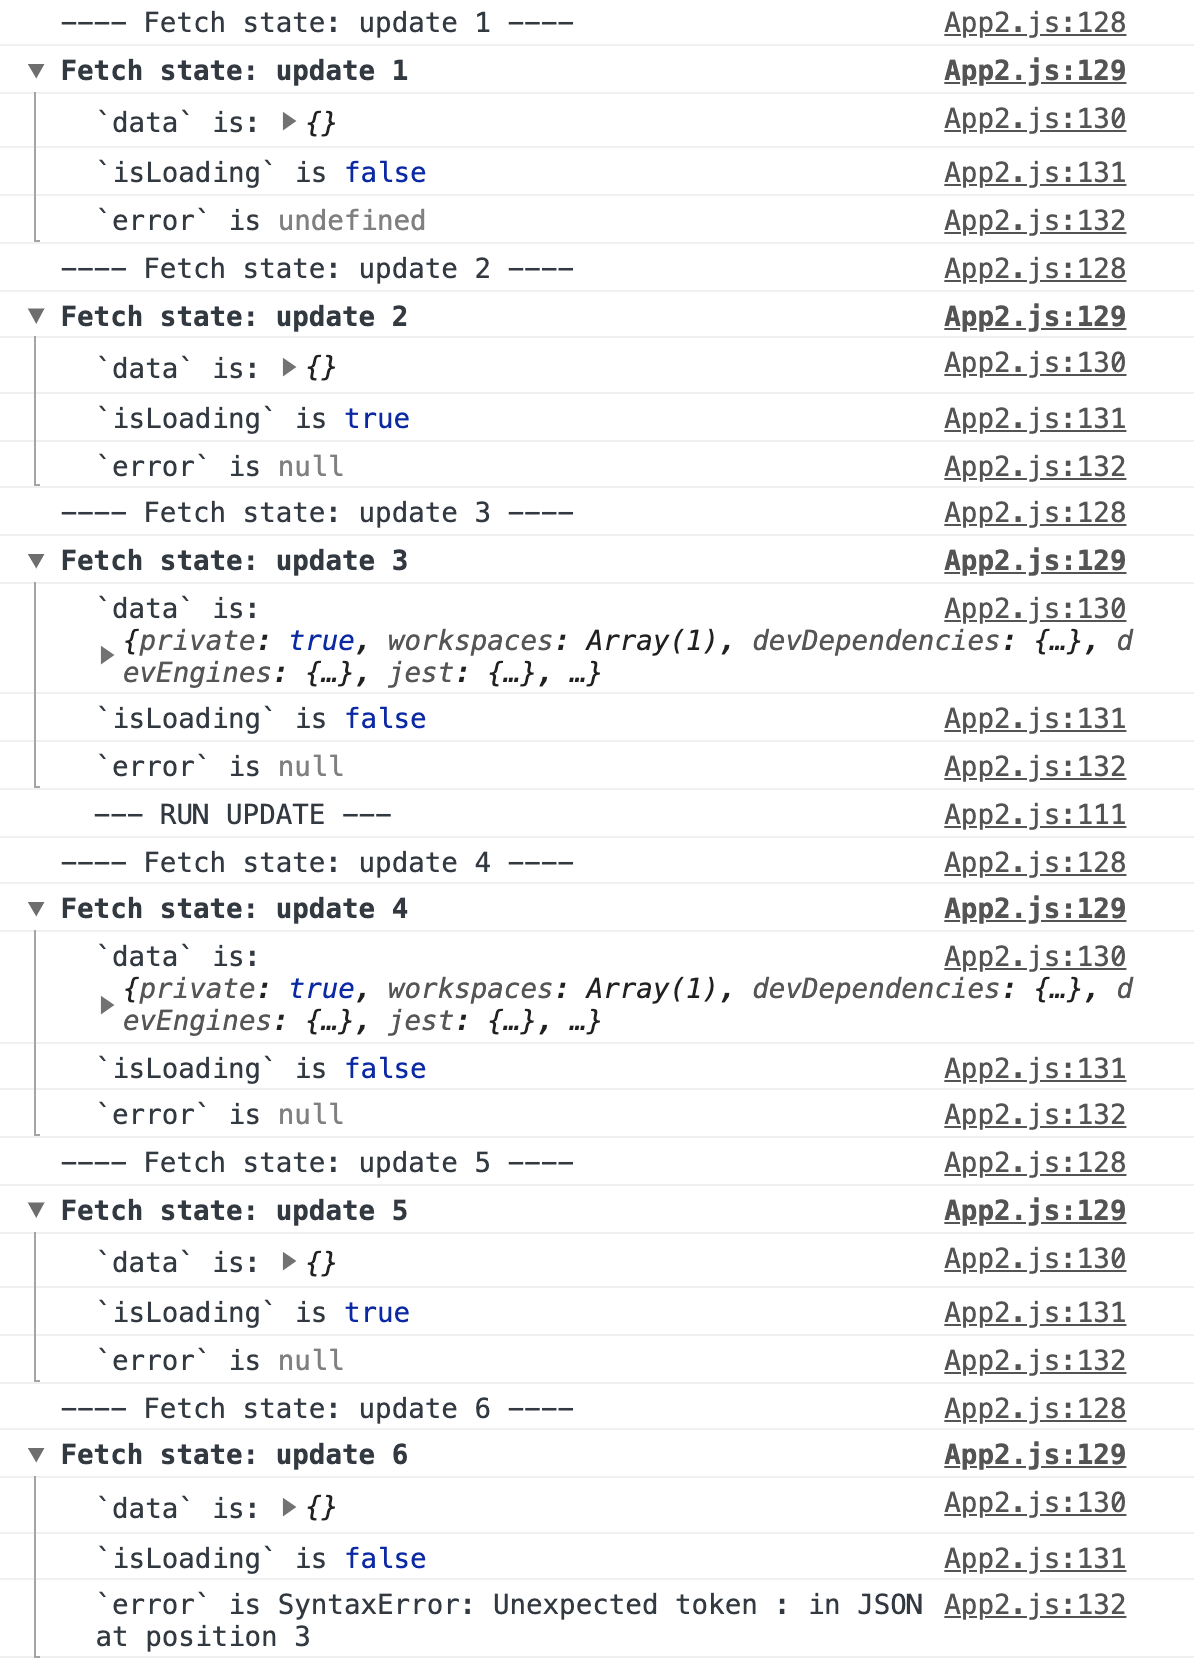 ---- Fetch state: update 1 ---- App2.js:128
▼ Fetch state: update 1 App2.js:129
`data` is: ▶ {} App2.js:130
`isLoading` is false App2.js:131
`error` is undefined App2.js:132
---- Fetch state: update 2 ---- App2.js:128
▼ Fetch state: update 2 App2.js:129
`data` is: ▶ {} App2.js:130
`isLoading` is true App2.js:131
`error` is null App2.js:132
---- Fetch state: update 3 ---- App2.js:128
▼ Fetch state: update 3 App2.js:129
`data` is: App2.js:130
▶ {private: true, workspaces: Array(1), devDependencies: {…}, d
evEngines: {…}, jest: {…}, …}
`isLoading` is false App2.js:131
`error` is null App2.js:132
--- RUN UPDATE --- App2.js:111
---- Fetch state: update 4 ---- App2.js:128
▼ Fetch state: update 4 App2.js:129
`data` is: App2.js:130
▶ {private: true, workspaces: Array(1), devDependencies: {…}, d
evEngines: {…}, jest: {…}, …}
`isLoading` is false App2.js:131
`error` is null App2.js:132
---- Fetch state: update 5 ---- App2.js:128
▼ Fetch state: update 5 App2.js:129
`data` is: ▶ {} App2.js:130
`isLoading` is true App2.js:131
`error` is null App2.js:132
---- Fetch state: update 6 ---- App2.js:128
▼ Fetch state: update 6 App2.js:129
`data` is: ▶ {} App2.js:130
`isLoading` is false App2.js:131
`error` is SyntaxError: Unexpected token : in JSON App2.js:132
at position 3